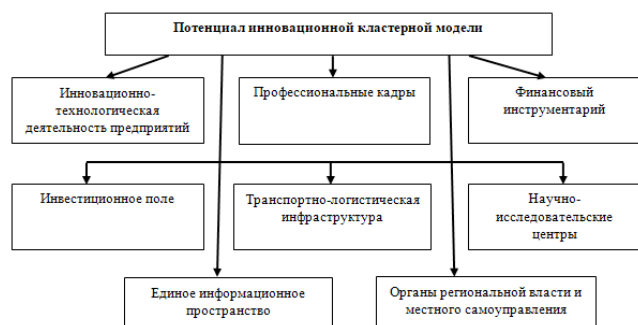 Потенциал инновационной кластерной модели
Инновационно-
технологическая
деятельность предприятий
Профессиональные кадры
Финансовый
инструментарий
Инвестиционное поле
Транспортно-логистическая
инфраструктура
Научно-
исследовательские
центры
Единое информационное
пространство
Органы региональной власти и
местного самоуправления